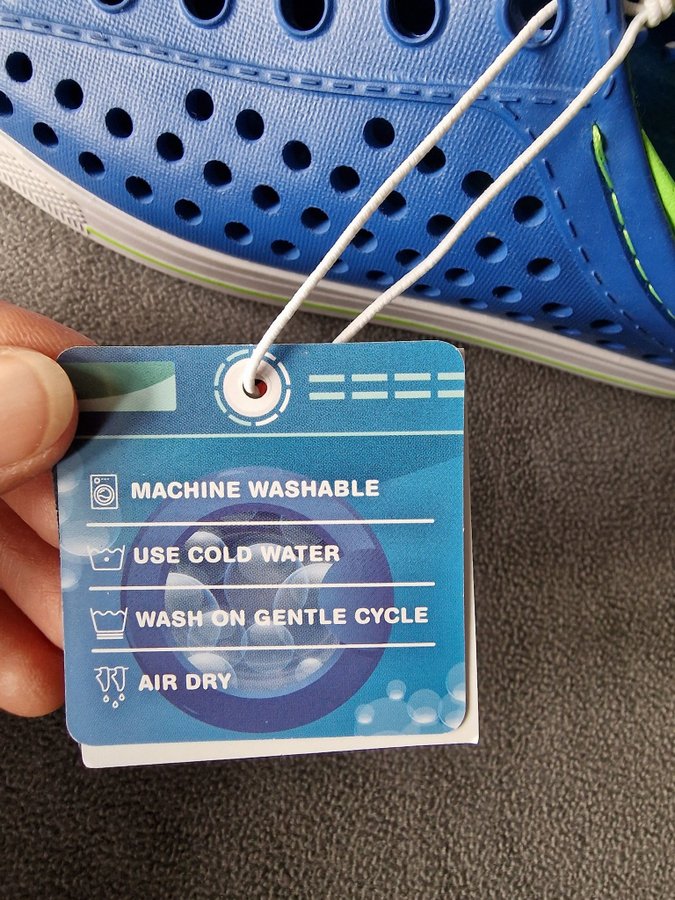 MACHINE WASHABLE
USE COLD WATER
WASH ON GENTLE CYCLE
AIR DRY